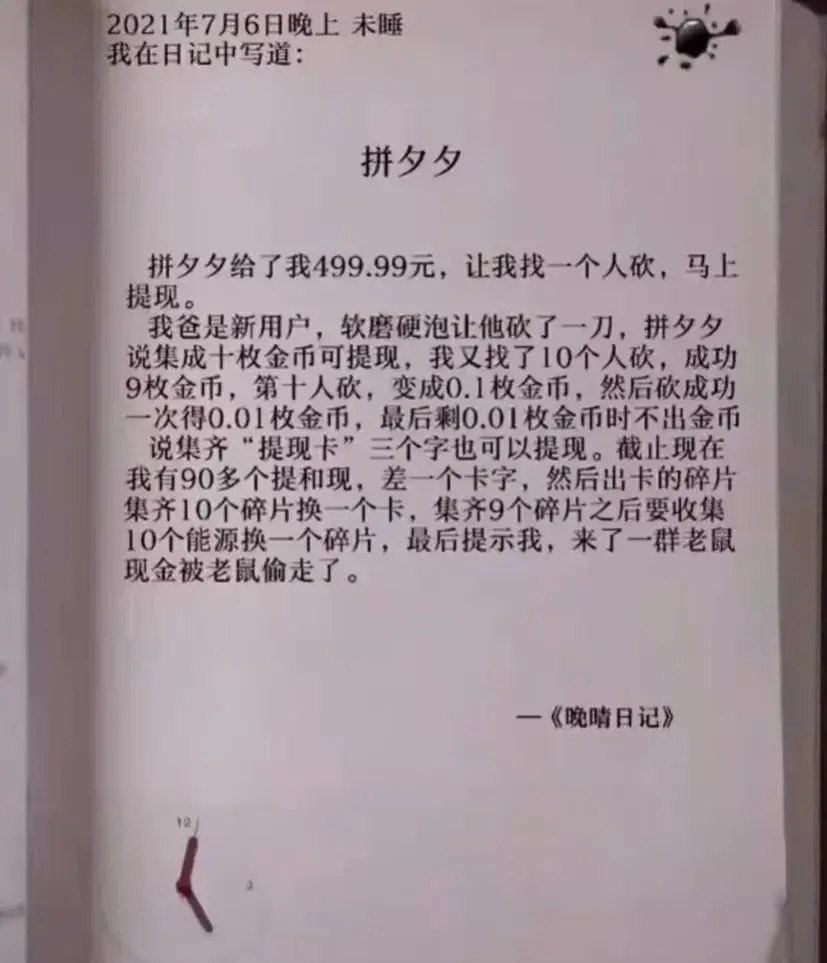 2021年7月6日晚上 未睡
我在日记中写道：
拼夕夕
拼夕夕给了我499.99元，让我找一个人砍，马上
提现。
我爸是新用户，软磨硬泡让他砍了一刀，拼夕夕
说集成十枚金币可提现，我又找了10个人砍，成功
9枚金币，第十人砍，变成0.1枚金币，然后砍成功
一次得0.01枚金币，最后剩0.01枚金币时不出金币
说集齐“提现卡”三个字也可以提现。截止现在
我有90多个提和现，差一个卡字，然后出卡的碎片
集齐10个碎片换一个卡，集齐9个碎片之后要收集
10个能源换一个碎片，最后提示我，来了一群老鼠
现金被老鼠偷走了。
—《晚晴日记》
12
3